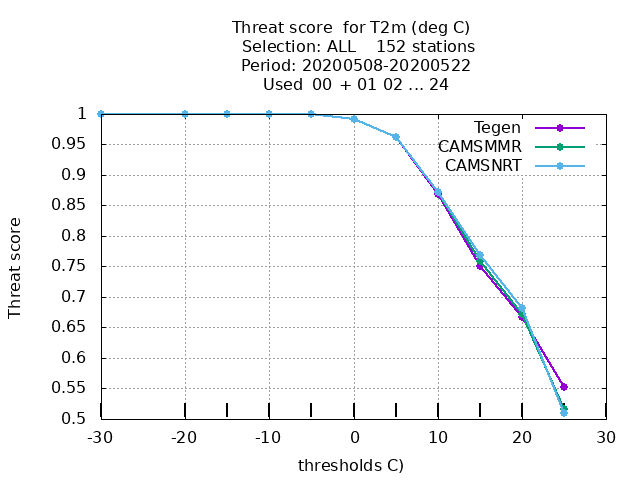 Threat score  for T2m (deg C)
Selection: ALL    152 stations
Period: 20200508-20200522
Used  00 + 01 02 ... 24
Threat score
1
0.95
0.9
0.85
0.8
0.75
0.7
0.65
0.6
0.55
0.5
Tegen
CAMSMMR
CAMSNRT
-30 -20 -10 0 10 20 30
thresholds C)